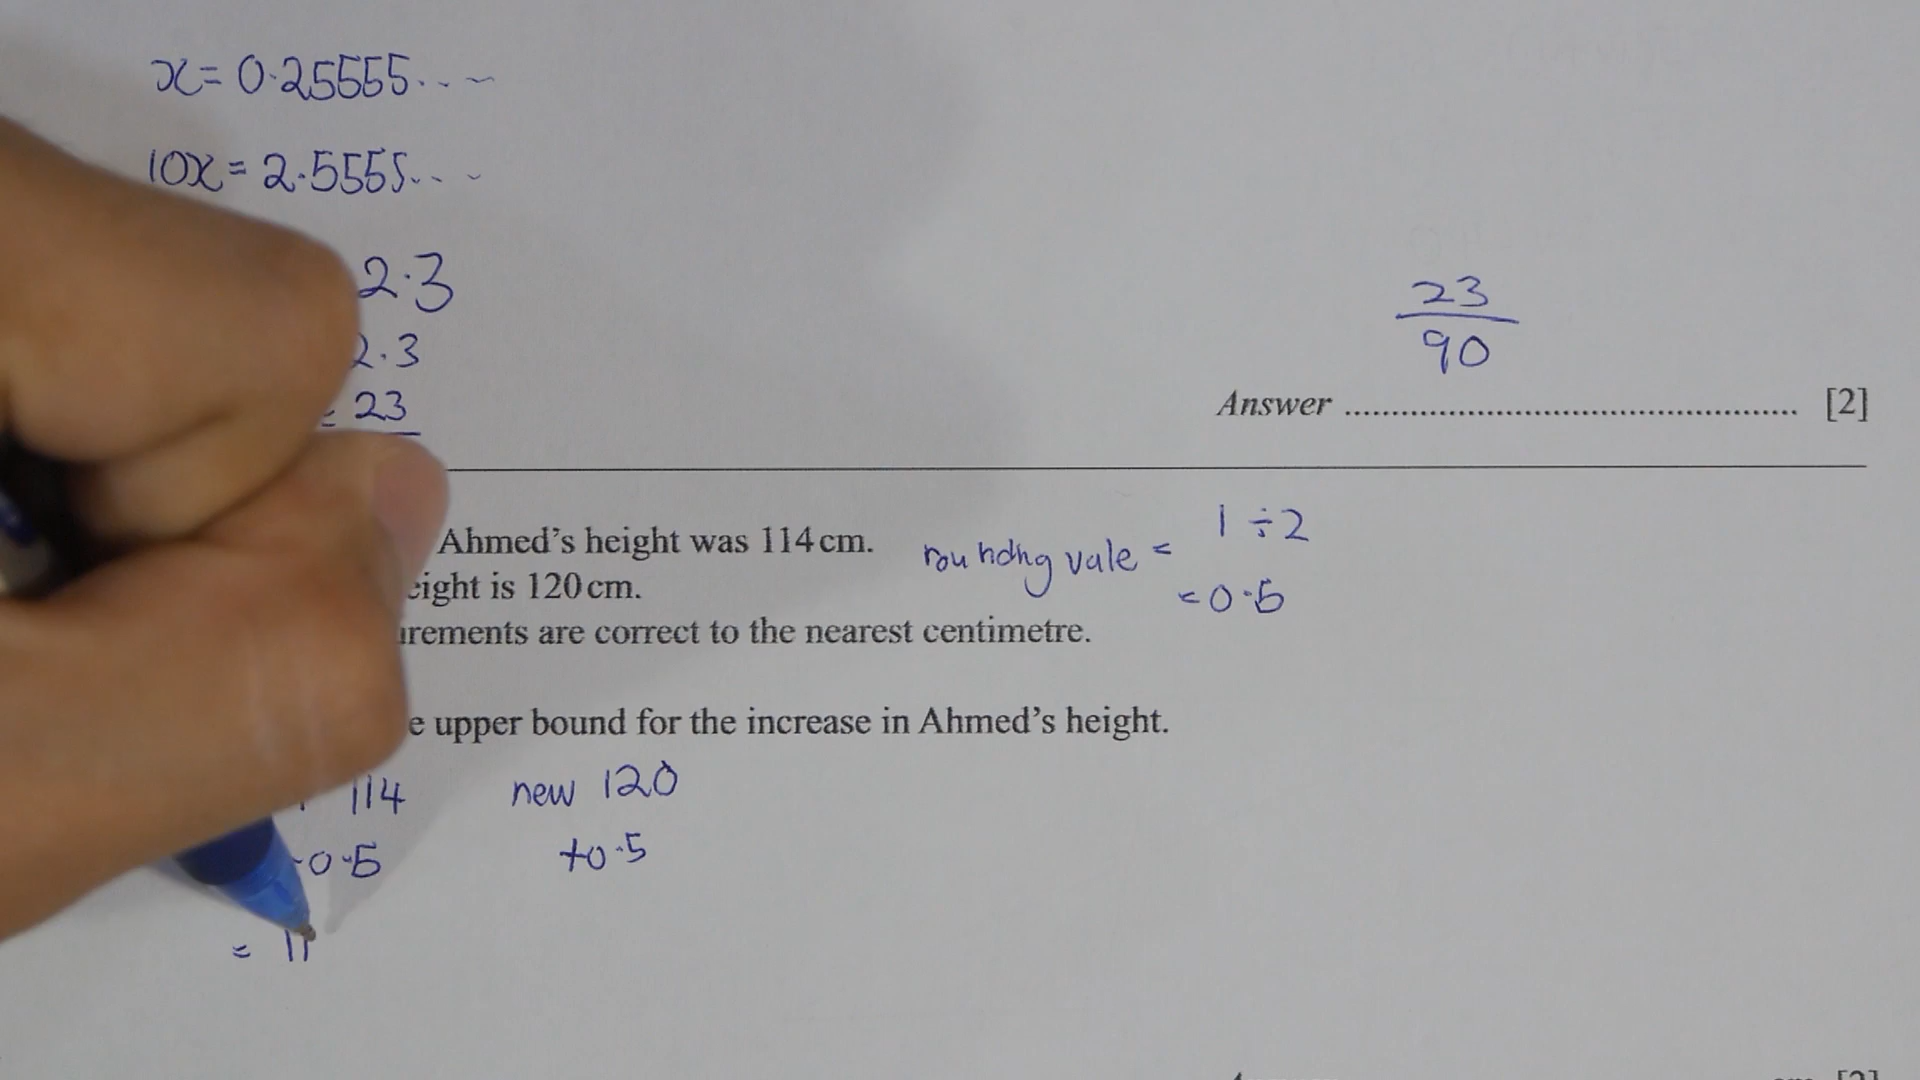 x = 0.25555...
10x = 2.5555...
2.3
2.3
= 23
23
90
Answer .................................................. [2]
Ahmed's height was 114 cm.
eight is 120 cm.
rements are correct to the nearest centimetre.
rounding vale = 1 ÷ 2
= 0.5
e upper bound for the increase in Ahmed's height.
114
new 120
-0.5
+0.5
= 11